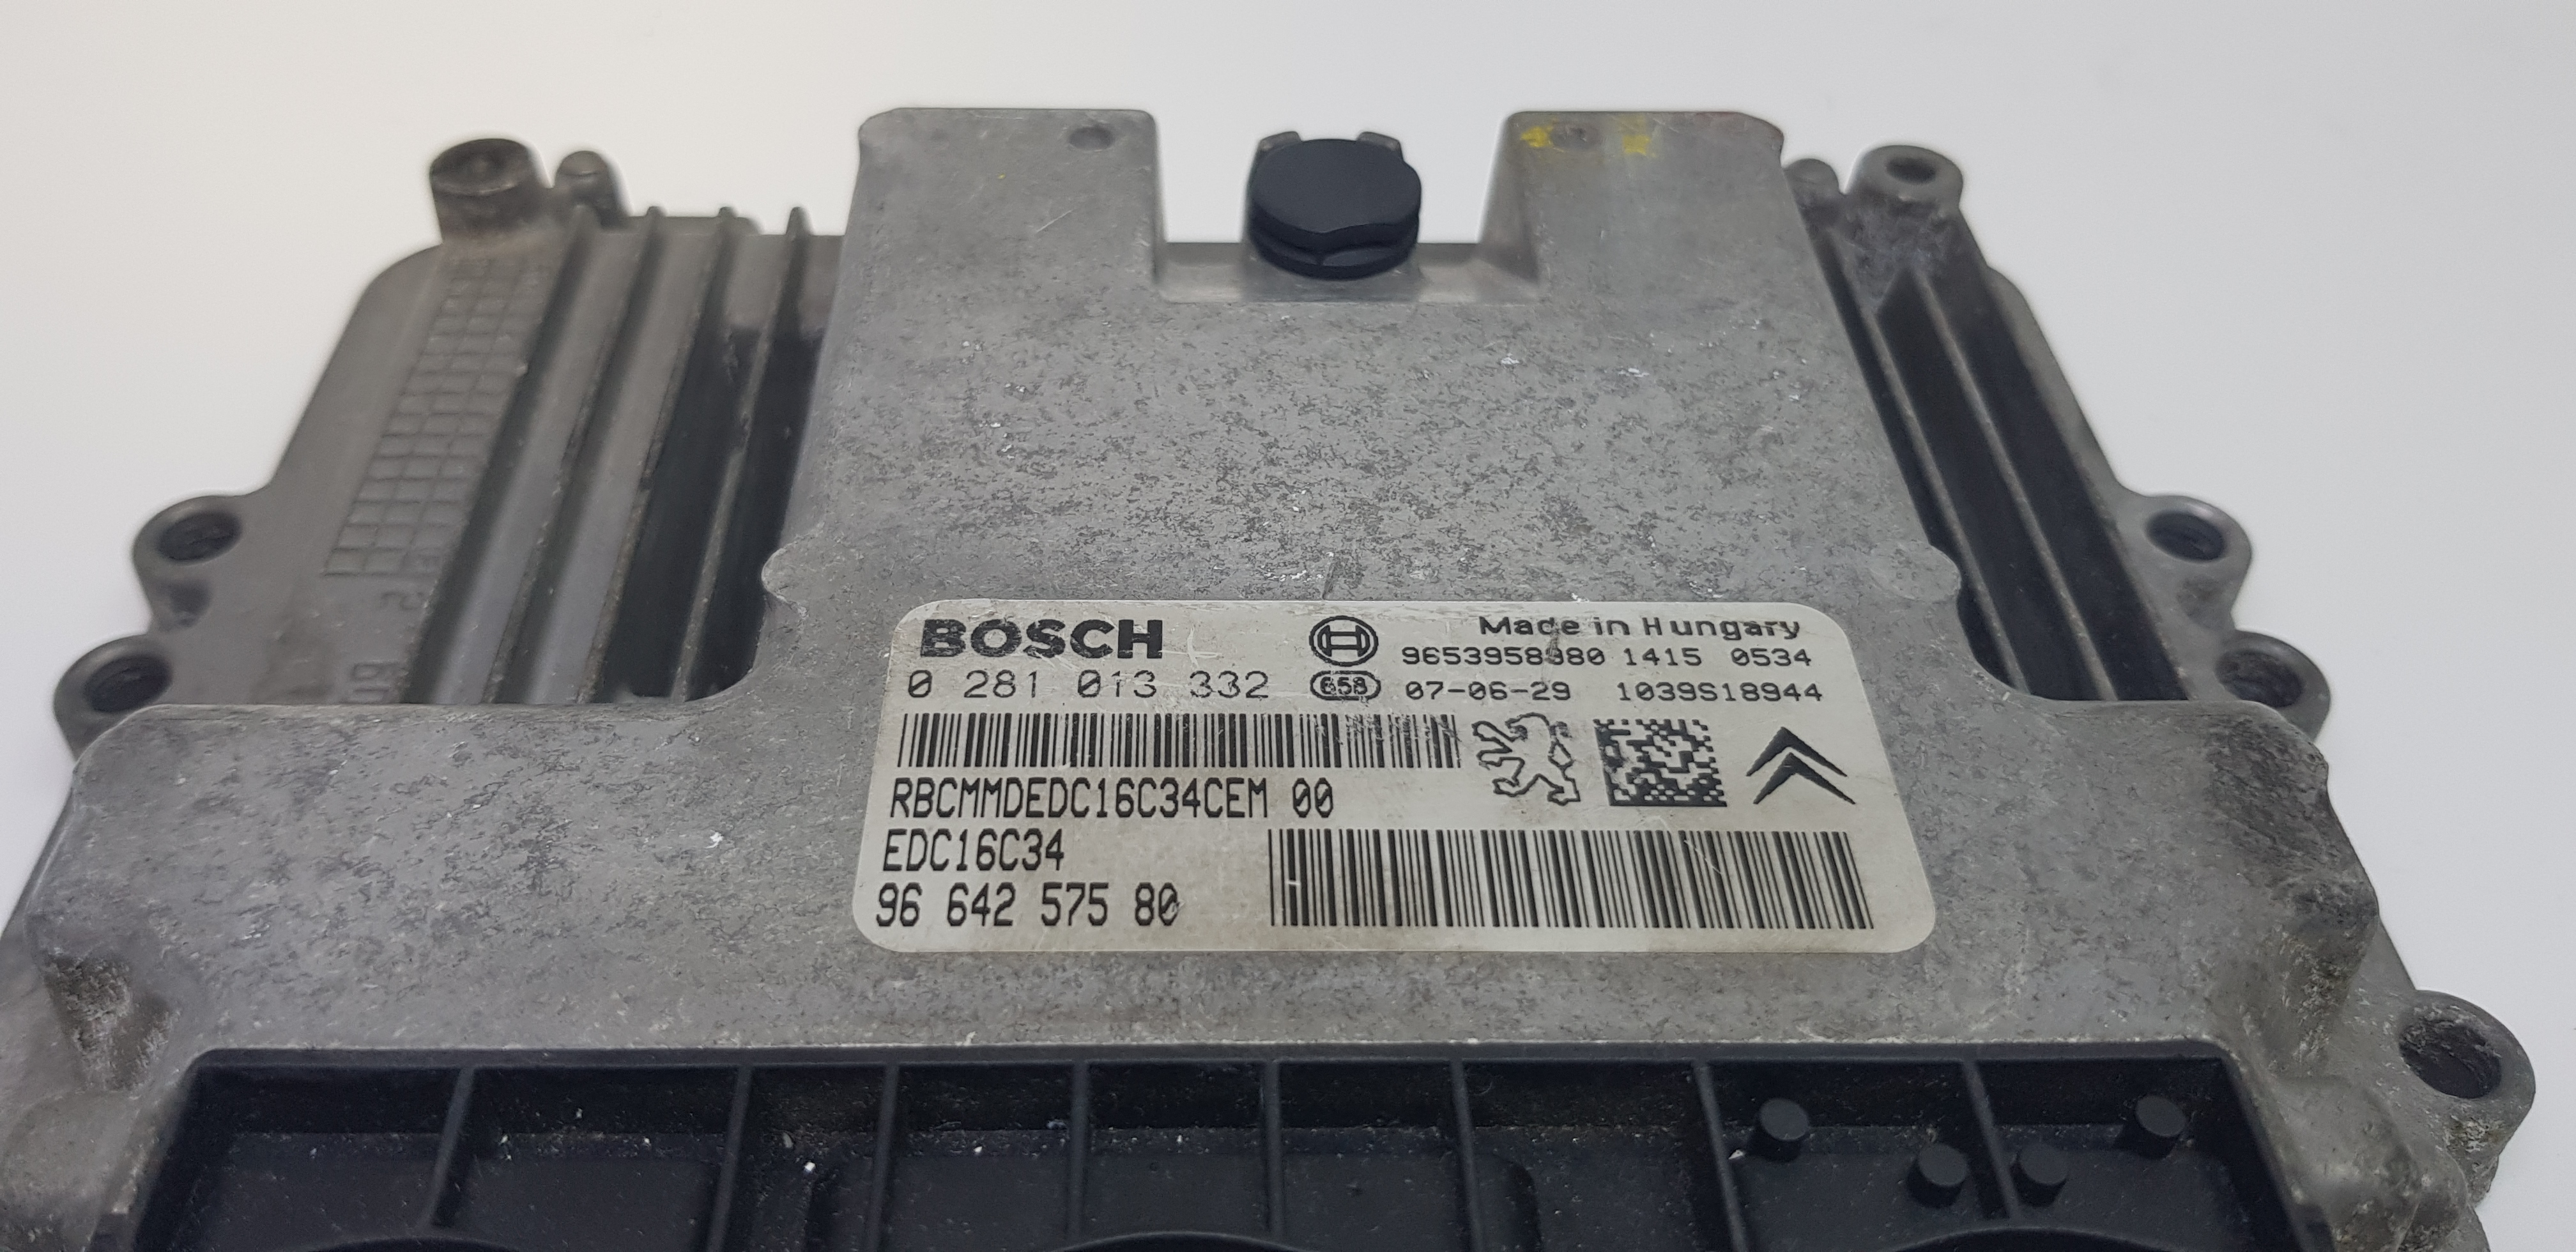 BOSCH
Made in Hungary
9653958980 1415 0534
0 281 013 332
658
07-06-29 1039S18944
RBCMMDEDC16C34CEM 00
EDC16C34
96 642 575 80